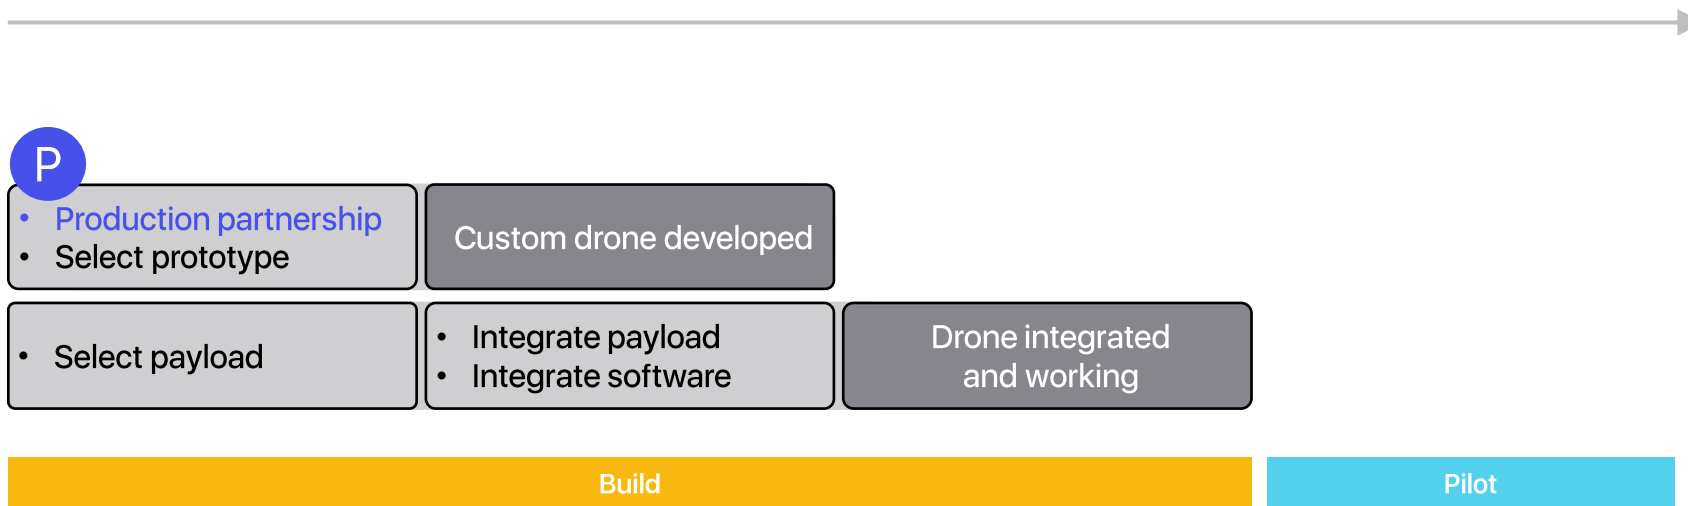 P
• Production partnership
• Select prototype
Custom drone developed
• Select payload
• Integrate payload
• Integrate software
Drone integrated
and working
Build
Pilot